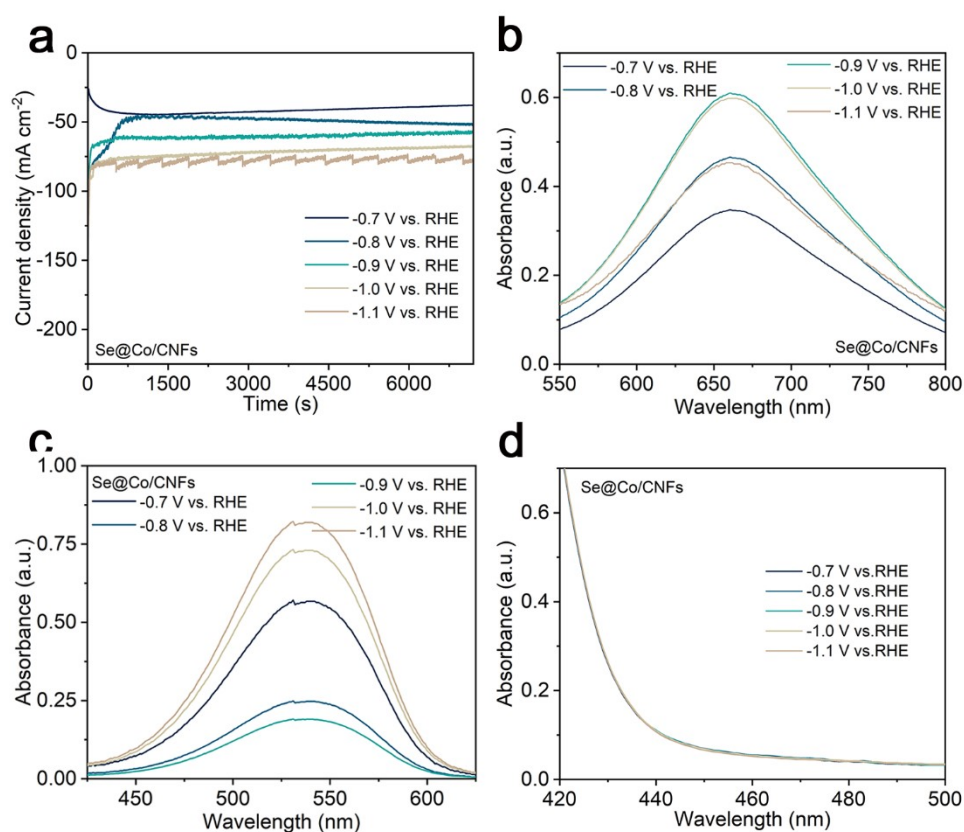 a
0
-50
-100
-150
-200
Current density (mA cm⁻²)
-0.7 V vs. RHE
-0.8 V vs. RHE
-0.9 V vs. RHE
-1.0 V vs. RHE
-1.1 V vs. RHE
Se@Co/CNFs
0 1500 3000 4500 6000
Time (s)
b
-0.7 V vs. RHE
-0.8 V vs. RHE
-0.9 V vs. RHE
-1.0 V vs. RHE
-1.1 V vs. RHE
0.6
0.4
0.2
0.0
Absorbance (a.u.)
Se@Co/CNFs
550 600 650 700 750 800
Wavelength (nm)
c
Se@Co/CNFs
-0.7 V vs. RHE
-0.8 V vs. RHE
-0.9 V vs. RHE
-1.0 V vs. RHE
-1.1 V vs. RHE
1.00
0.75
0.50
0.25
0.00
Absorbance (a.u.)
450 500 550 600
Wavelength (nm)
d
Se@Co/CNFs
0.6
0.4
0.2
0.0
Absorbance (a.u.)
-0.7 V vs.RHE
-0.8 V vs.RHE
-0.9 V vs.RHE
-1.0 V vs.RHE
-1.1 V vs.RHE
420 440 460 480 500
Wavelength (nm)